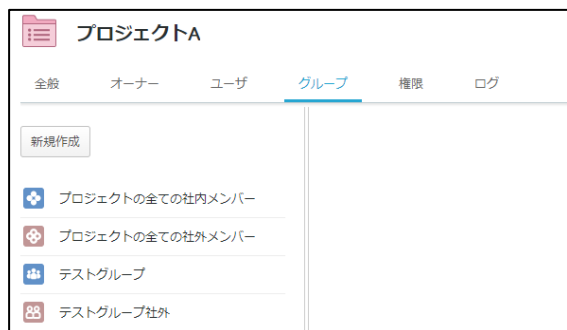 プロジェクトA
全般 オーナー ユーザ グループ 権限 ログ
新規作成
プロジェクトの全ての社内メンバー
プロジェクトの全ての社外メンバー
テストグループ
テストグループ社外